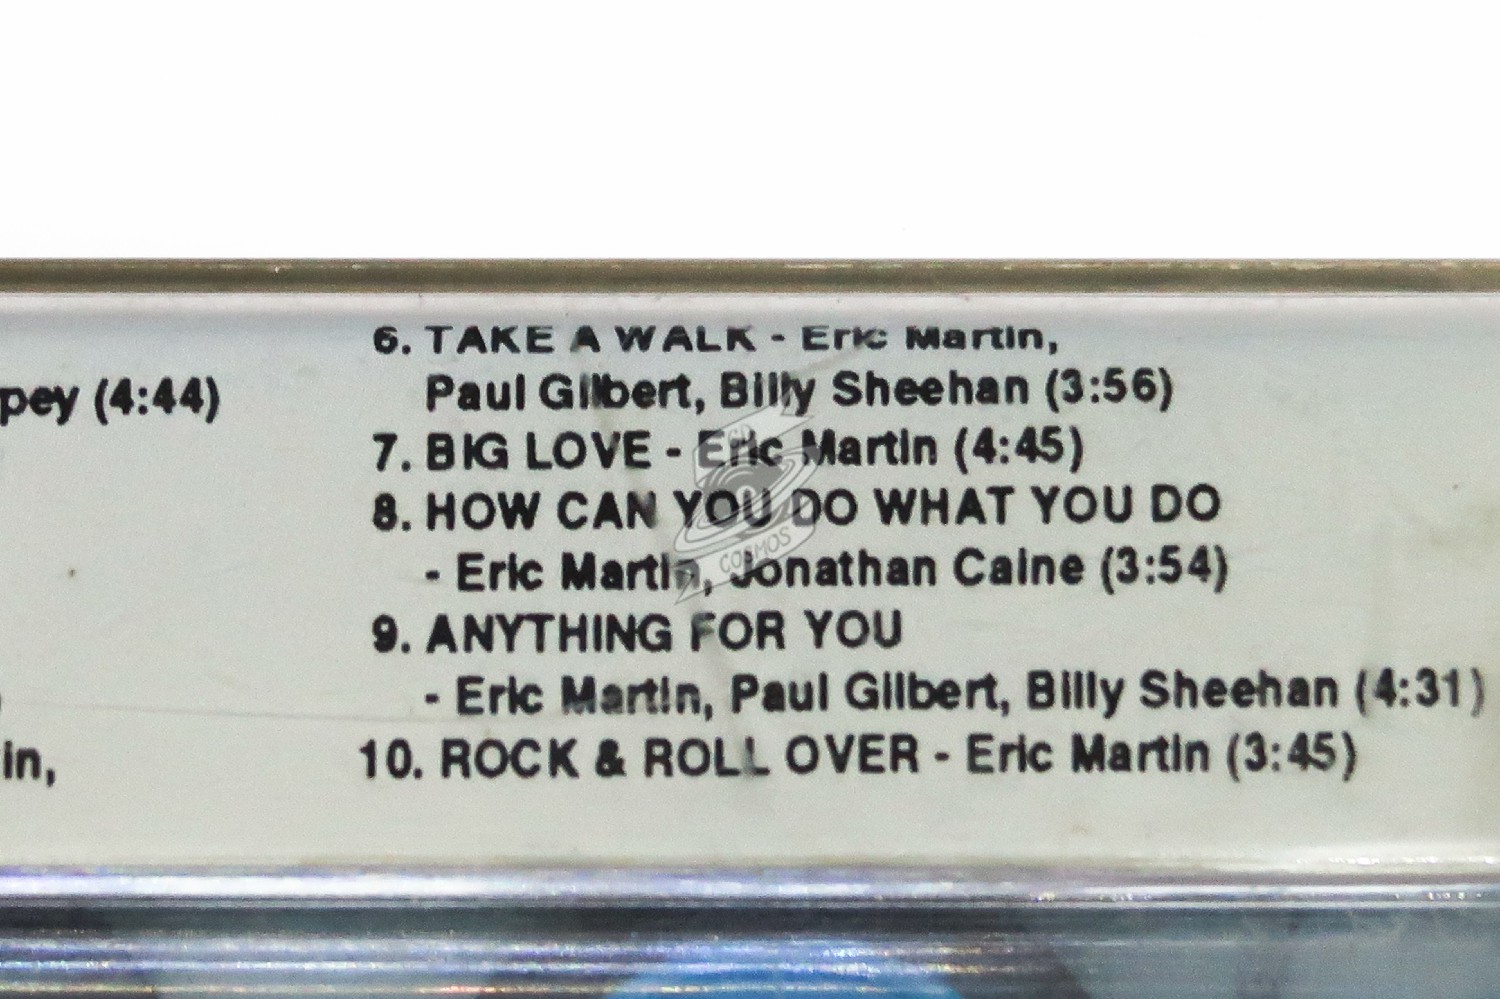 pey (4:44)
in,
6. TAKE A WALK - Eric Martin,
Paul Gilbert, Billy Sheehan (3:56)
7. BIG LOVE - Eric Martin (4:45)
8. HOW CAN YOU DO WHAT YOU DO
- Eric Martin, Jonathan Caine (3:54)
9. ANYTHING FOR YOU
- Eric Martin, Paul Gilbert, Billy Sheehan (4:31)
10. ROCK & ROLL OVER - Eric Martin (3:45)
CD
COSMOS